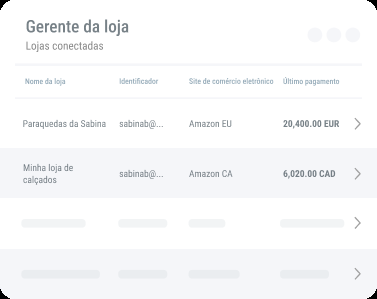 Gerente da loja
Lojas conectadas
Nome da loja Identificador Site de comércio eletrônico Último pagamento
Paraquedas da Sabina sabinab@... Amazon EU 20,400.00 EUR
Minha loja de
calçados sabinab@... Amazon CA 6,020.00 CAD